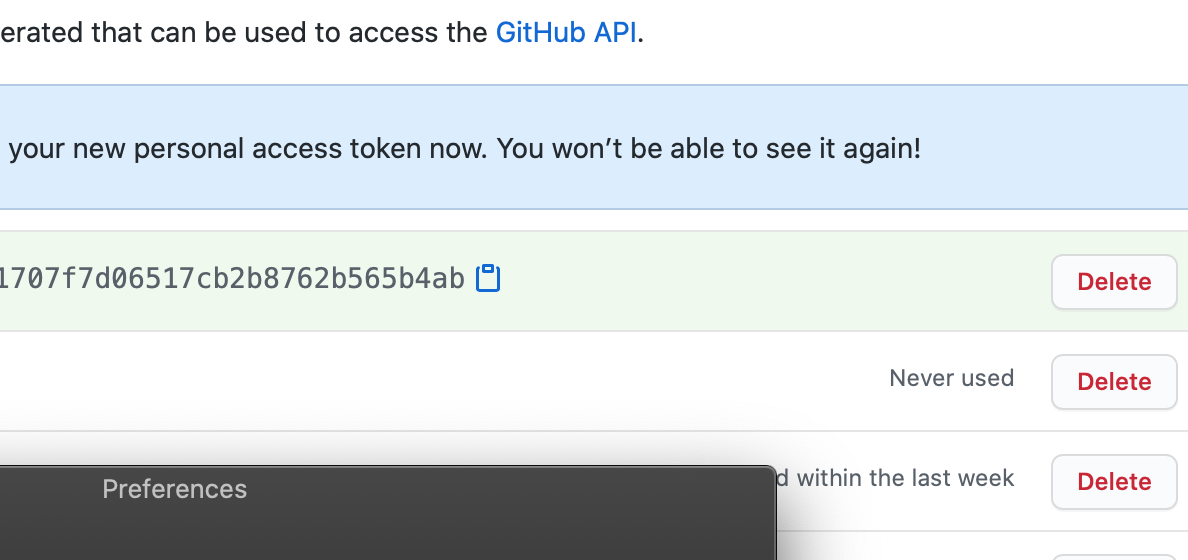 erated that can be used to access the GitHub API.
your new personal access token now. You won’t be able to see it again!
1707f7d06517cb2b8762b565b4ab
Delete
Never used
Delete
d within the last week
Delete
Preferences